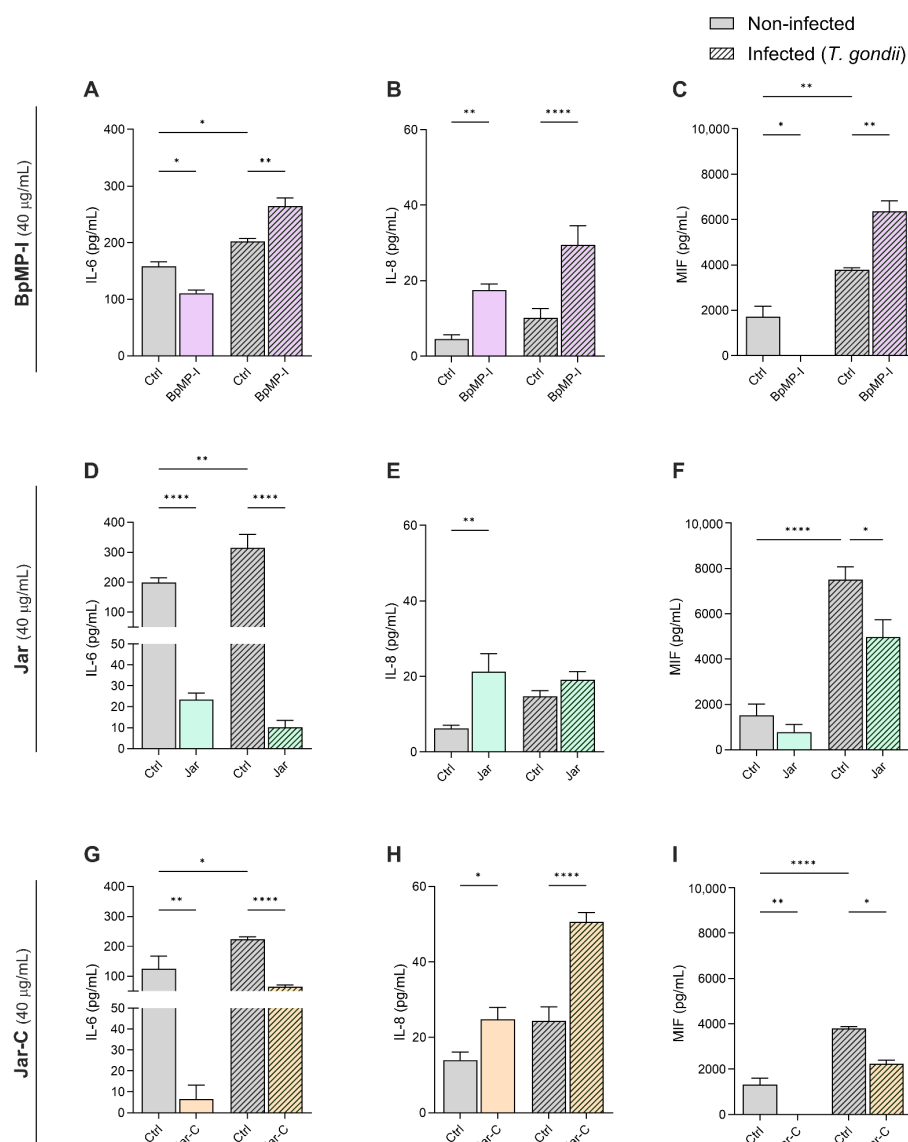 Non-infected
Infected (T. gondii)
BpMP-I (40 μg/mL)
A
* 
* **
IL-6 (pg/mL)
400
300
200
100
0
Ctrl BpMP-I Ctrl BpMP-I
B
** ****
IL-8 (pg/mL)
60
40
20
0
Ctrl BpMP-I Ctrl BpMP-I
C
**
* **
MIF (pg/mL)
10,000
8000
6000
4000
2000
0
Ctrl BpMP-I Ctrl BpMP-I
Jar (40 μg/mL)
D
**
**** ****
IL-6 (pg/mL)
400
300
200
100
50
40
30
20
10
0
Ctrl Jar Ctrl Jar
E
**
IL-8 (pg/mL)
60
40
20
0
Ctrl Jar Ctrl Jar
F
**** *
MIF (pg/mL)
10,000
8000
6000
4000
2000
0
Ctrl Jar Ctrl Jar
Jar-C (40 μg/mL)
G
*
** ****
IL-6 (pg/mL)
400
300
200
100
50
40
30
20
10
0
Ctrl Ctrl
H
* ****
IL-8 (pg/mL)
60
40
20
0
Ctrl Ctrl
I
****
** *
MIF (pg/mL)
10,000
8000
6000
4000
2000
0
Ctrl Ctrl